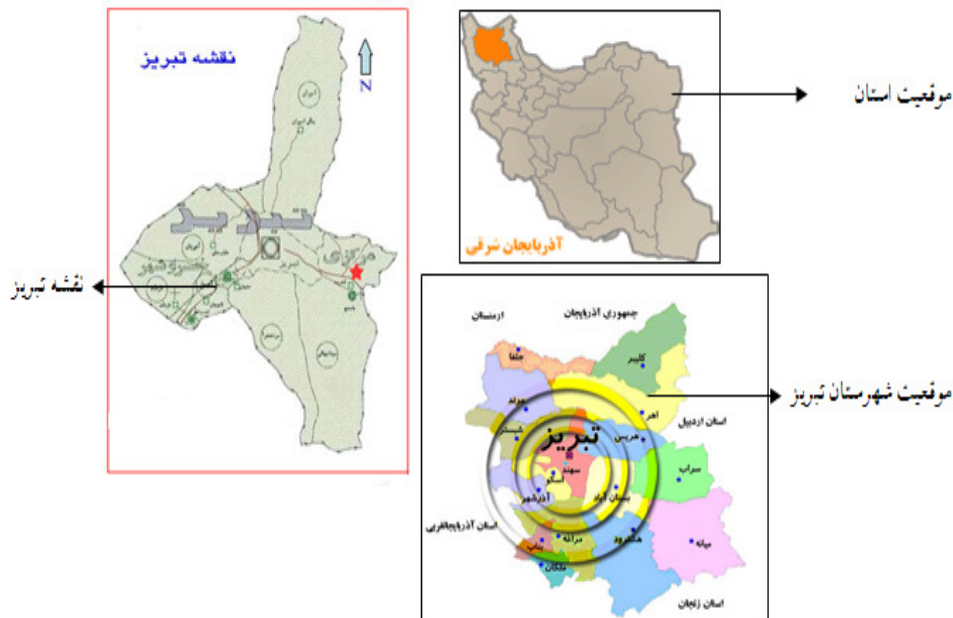 نقشه تبریز
N
تبریز
مرکزی
خسروشهر
نقشه تبریز
موقعیت استان
آذربایجان شرقی
موقعیت شهرستان تبریز
ارمنستان
جمهوری آذربایجان
جلفا
کلیبر
مرند
اهر
استان اردبیل
شبستر
تبریز
هریس
سهند
اسکو
سراب
آذرشهر
بستان آباد
استان آذربایجانغربی
مراغه
هشترود
میانه
بناب
ملکان
استان زنجان